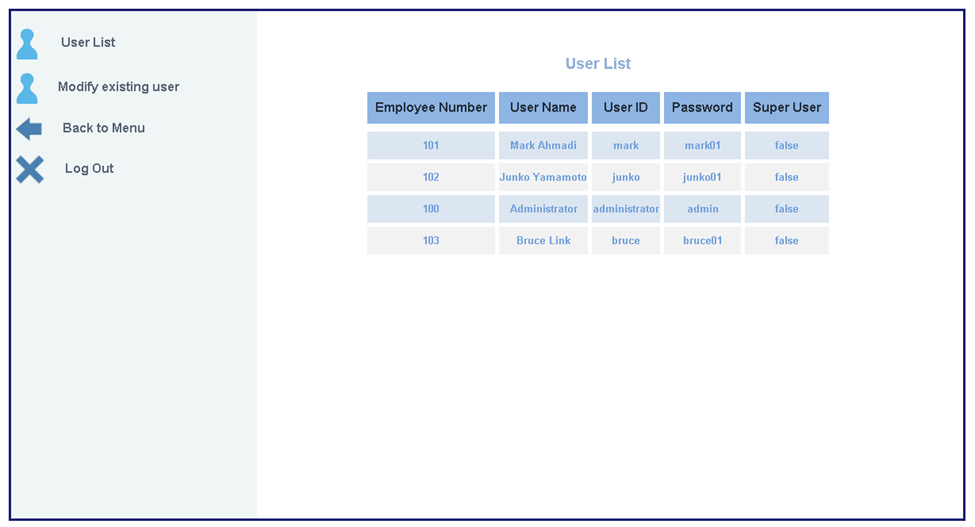 User List
Modify existing user
Back to Menu
Log Out
User List
Employee Number User Name User ID Password Super User
101 Mark Ahmadi mark mark01 false
102 Junko Yamamoto junko junko01 false
100 Administrator administrator admin false
103 Bruce Link bruce bruce01 false